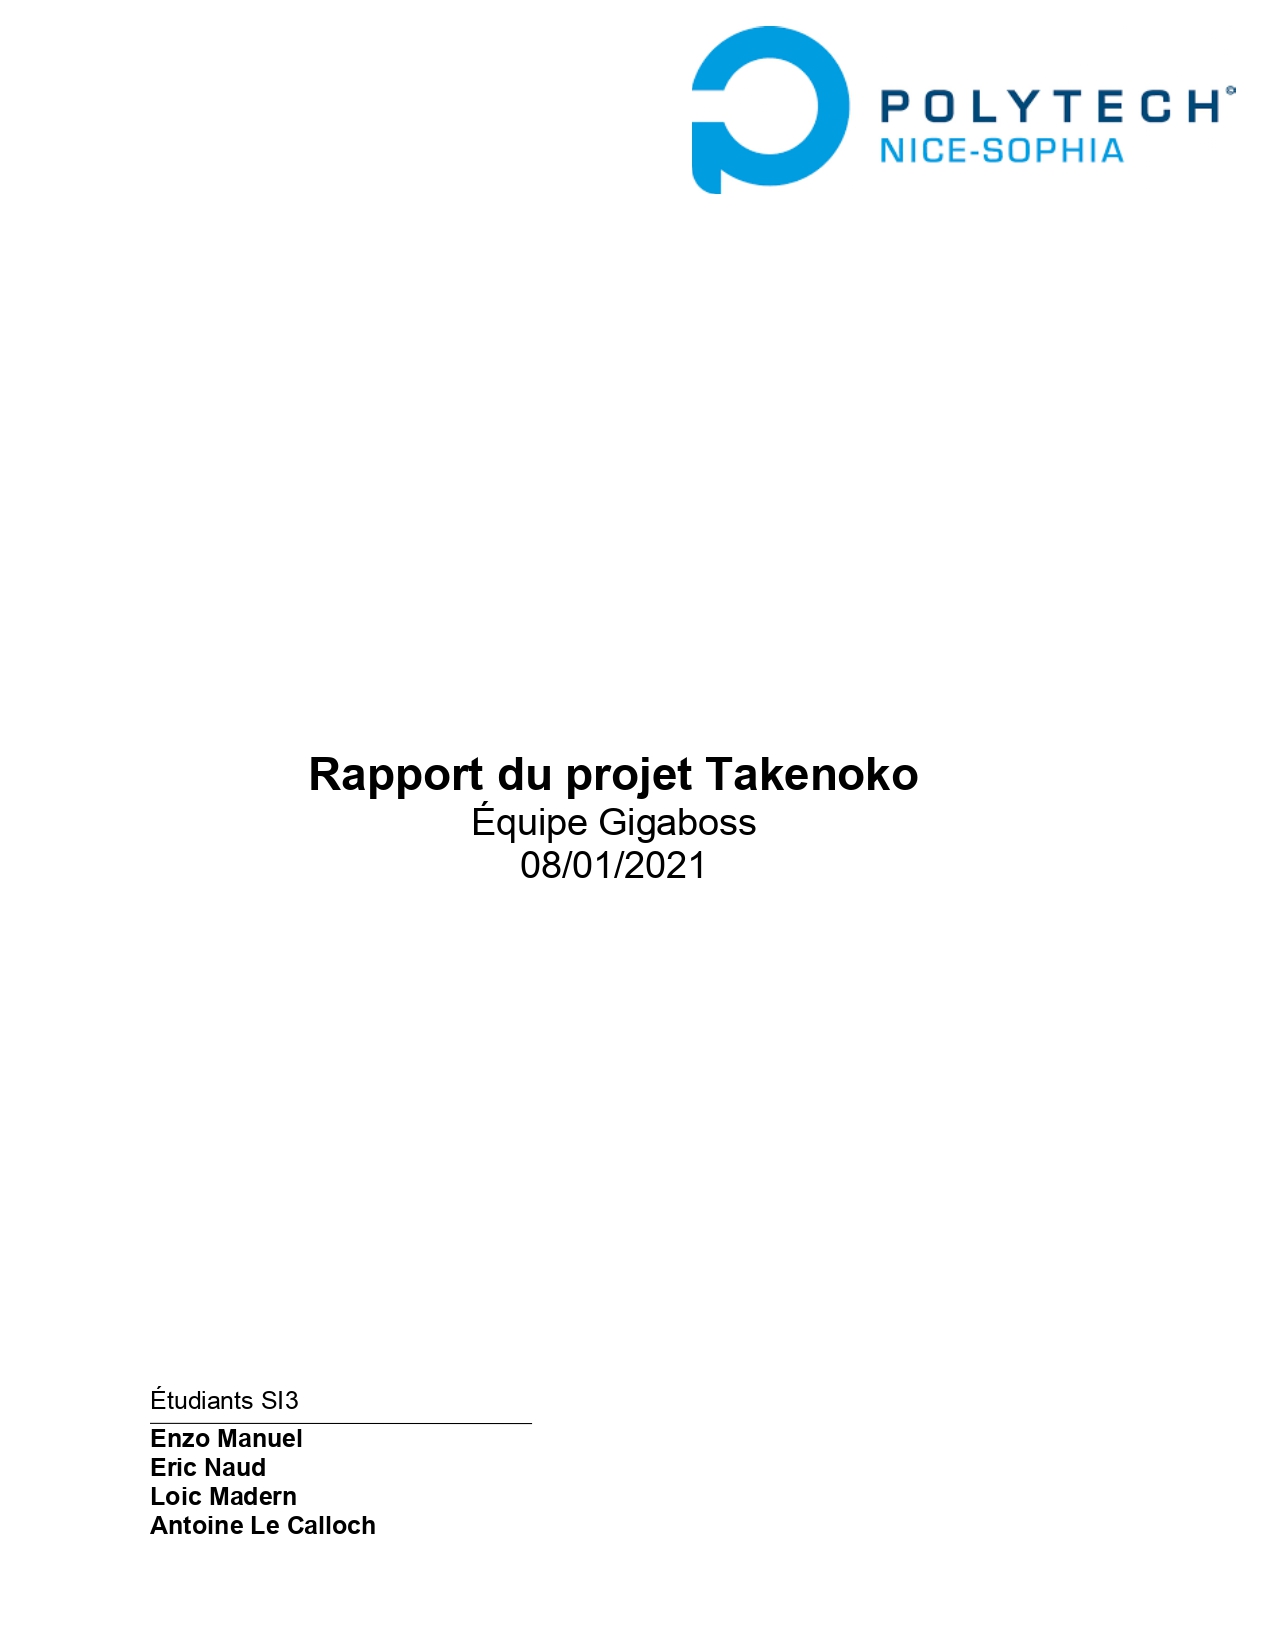 POLYTECH©
NICE-SOPHIA
Rapport du projet Takenoko
Équipe Gigaboss
08/01/2021
Étudiants SI3
Enzo Manuel
Eric Naud
Loic Madern
Antoine Le Calloch